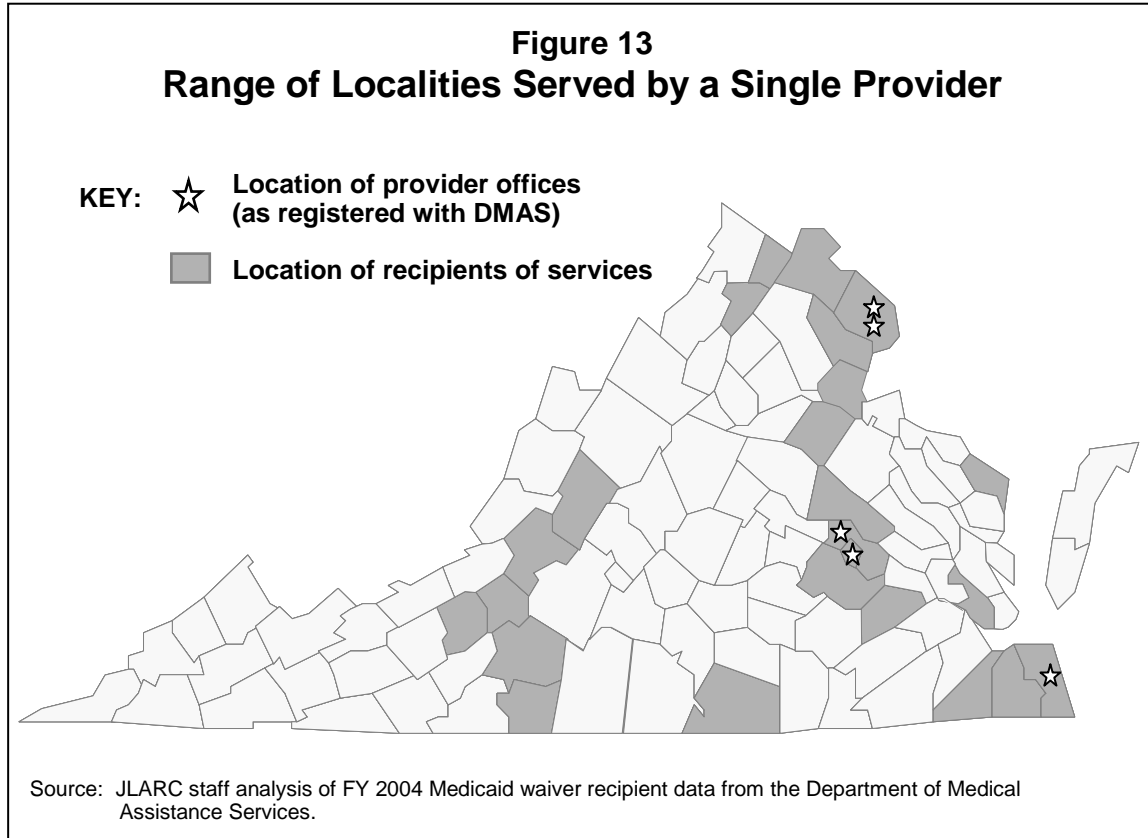 Figure 13
Range of Localities Served by a Single Provider
KEY:
Location of provider offices
(as registered with DMAS)
Location of recipients of services
Source: JLARC staff analysis of FY 2004 Medicaid waiver recipient data from the Department of Medical
Assistance Services.